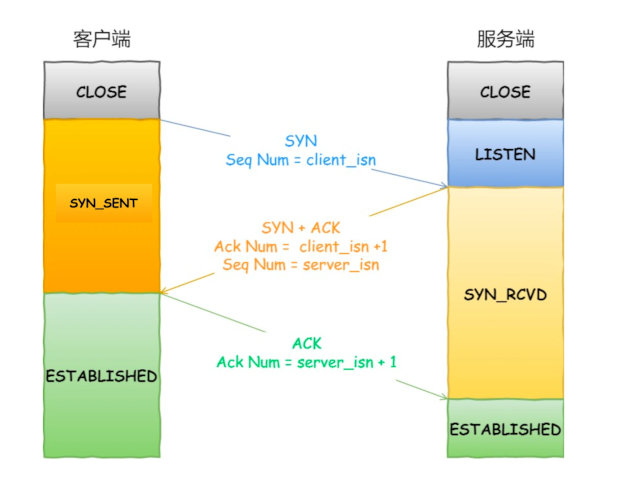 客户端
服务端
CLOSE
CLOSE
SYN
Seq Num = client_isn
LISTEN
SYN_SENT
SYN + ACK
Ack Num =  client_isn +1
Seq Num = server_isn
SYN_RCVD
ACK
Ack Num = server_isn + 1
ESTABLISHED
ESTABLISHED